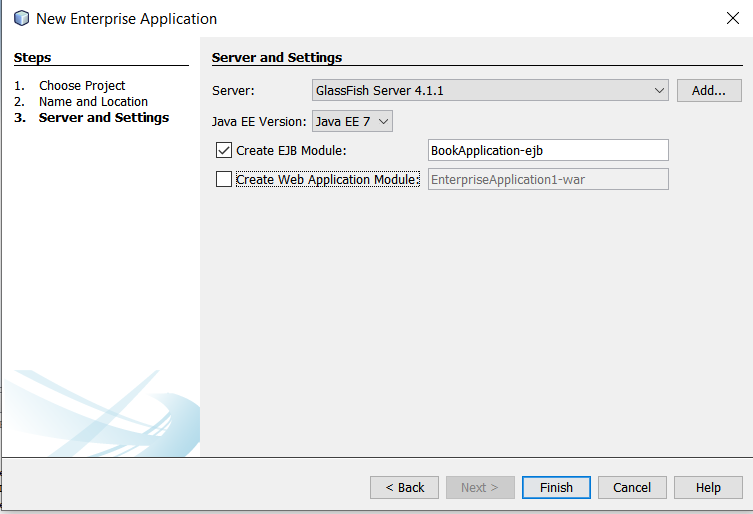 New Enterprise Application
Steps
1. Choose Project
2. Name and Location
3. Server and Settings
Server and Settings
Server: GlassFish Server 4.1.1 Add...
Java EE Version: Java EE 7
Create EJB Module: BookApplication-ejb
Create Web Application Module: EnterpriseApplication1-war
< Back Next > Finish Cancel Help